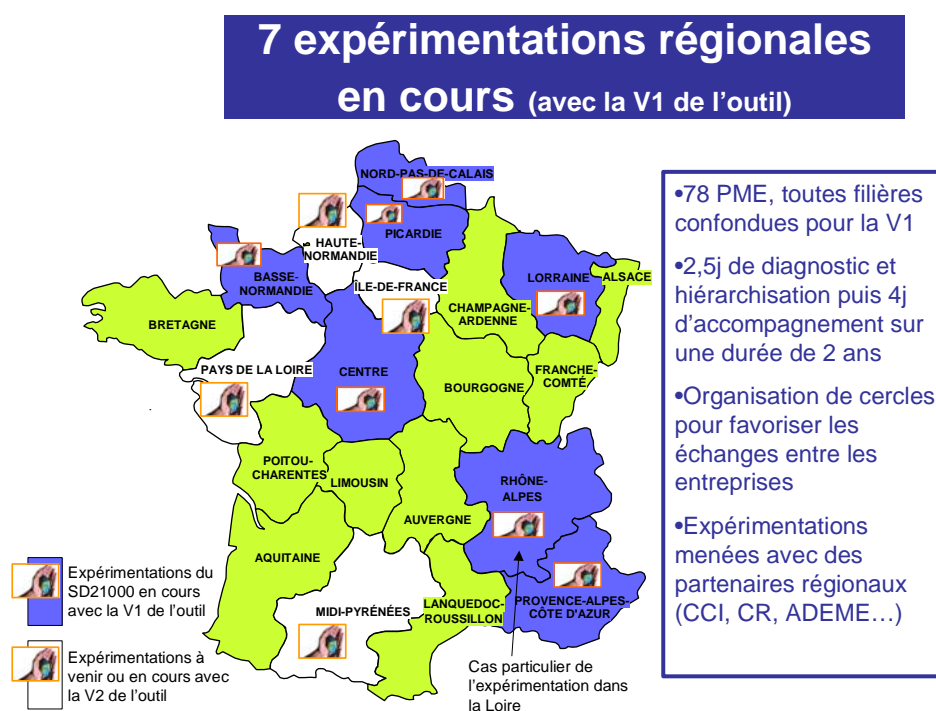 7 expérimentations régionales
en cours (avec la V1 de l'outil)
NORD-PAS-DE-CALAIS
PICARDIE
HAUTE-
NORMANDIE
BASSE-
NORMANDIE
ÎLE-DE-FRANCE
LORRAINE
ALSACE
CHAMPAGNE-
ARDENNE
BRETAGNE
PAYS DE LA LOIRE
CENTRE
BOURGOGNE
FRANCHE-
COMTÉ
POITOU-
CHARENTES
LIMOUSIN
AUVERGNE
RHÔNE-
ALPES
AQUITAINE
MIDI-PYRÉNÉES
LANQUEDOC-
ROUSSILLON
PROVENCE-ALPES-
CÔTE D'AZUR
Cas particulier de
l'expérimentation dans
la Loire
Expérimentations du
SD21000 en cours
avec la V1 de l'outil
Expérimentations à
venir ou en cours avec
la V2 de l'outil
•78 PME, toutes filières
confondues pour la V1
•2,5j de diagnostic et
hiérarchisation puis 4j
d'accompagnement sur
une durée de 2 ans
•Organisation de cercles
pour favoriser les
échanges entre les
entreprises
•Expérimentations
menées avec des
partenaires régionaux
(CCI, CR, ADEME…)